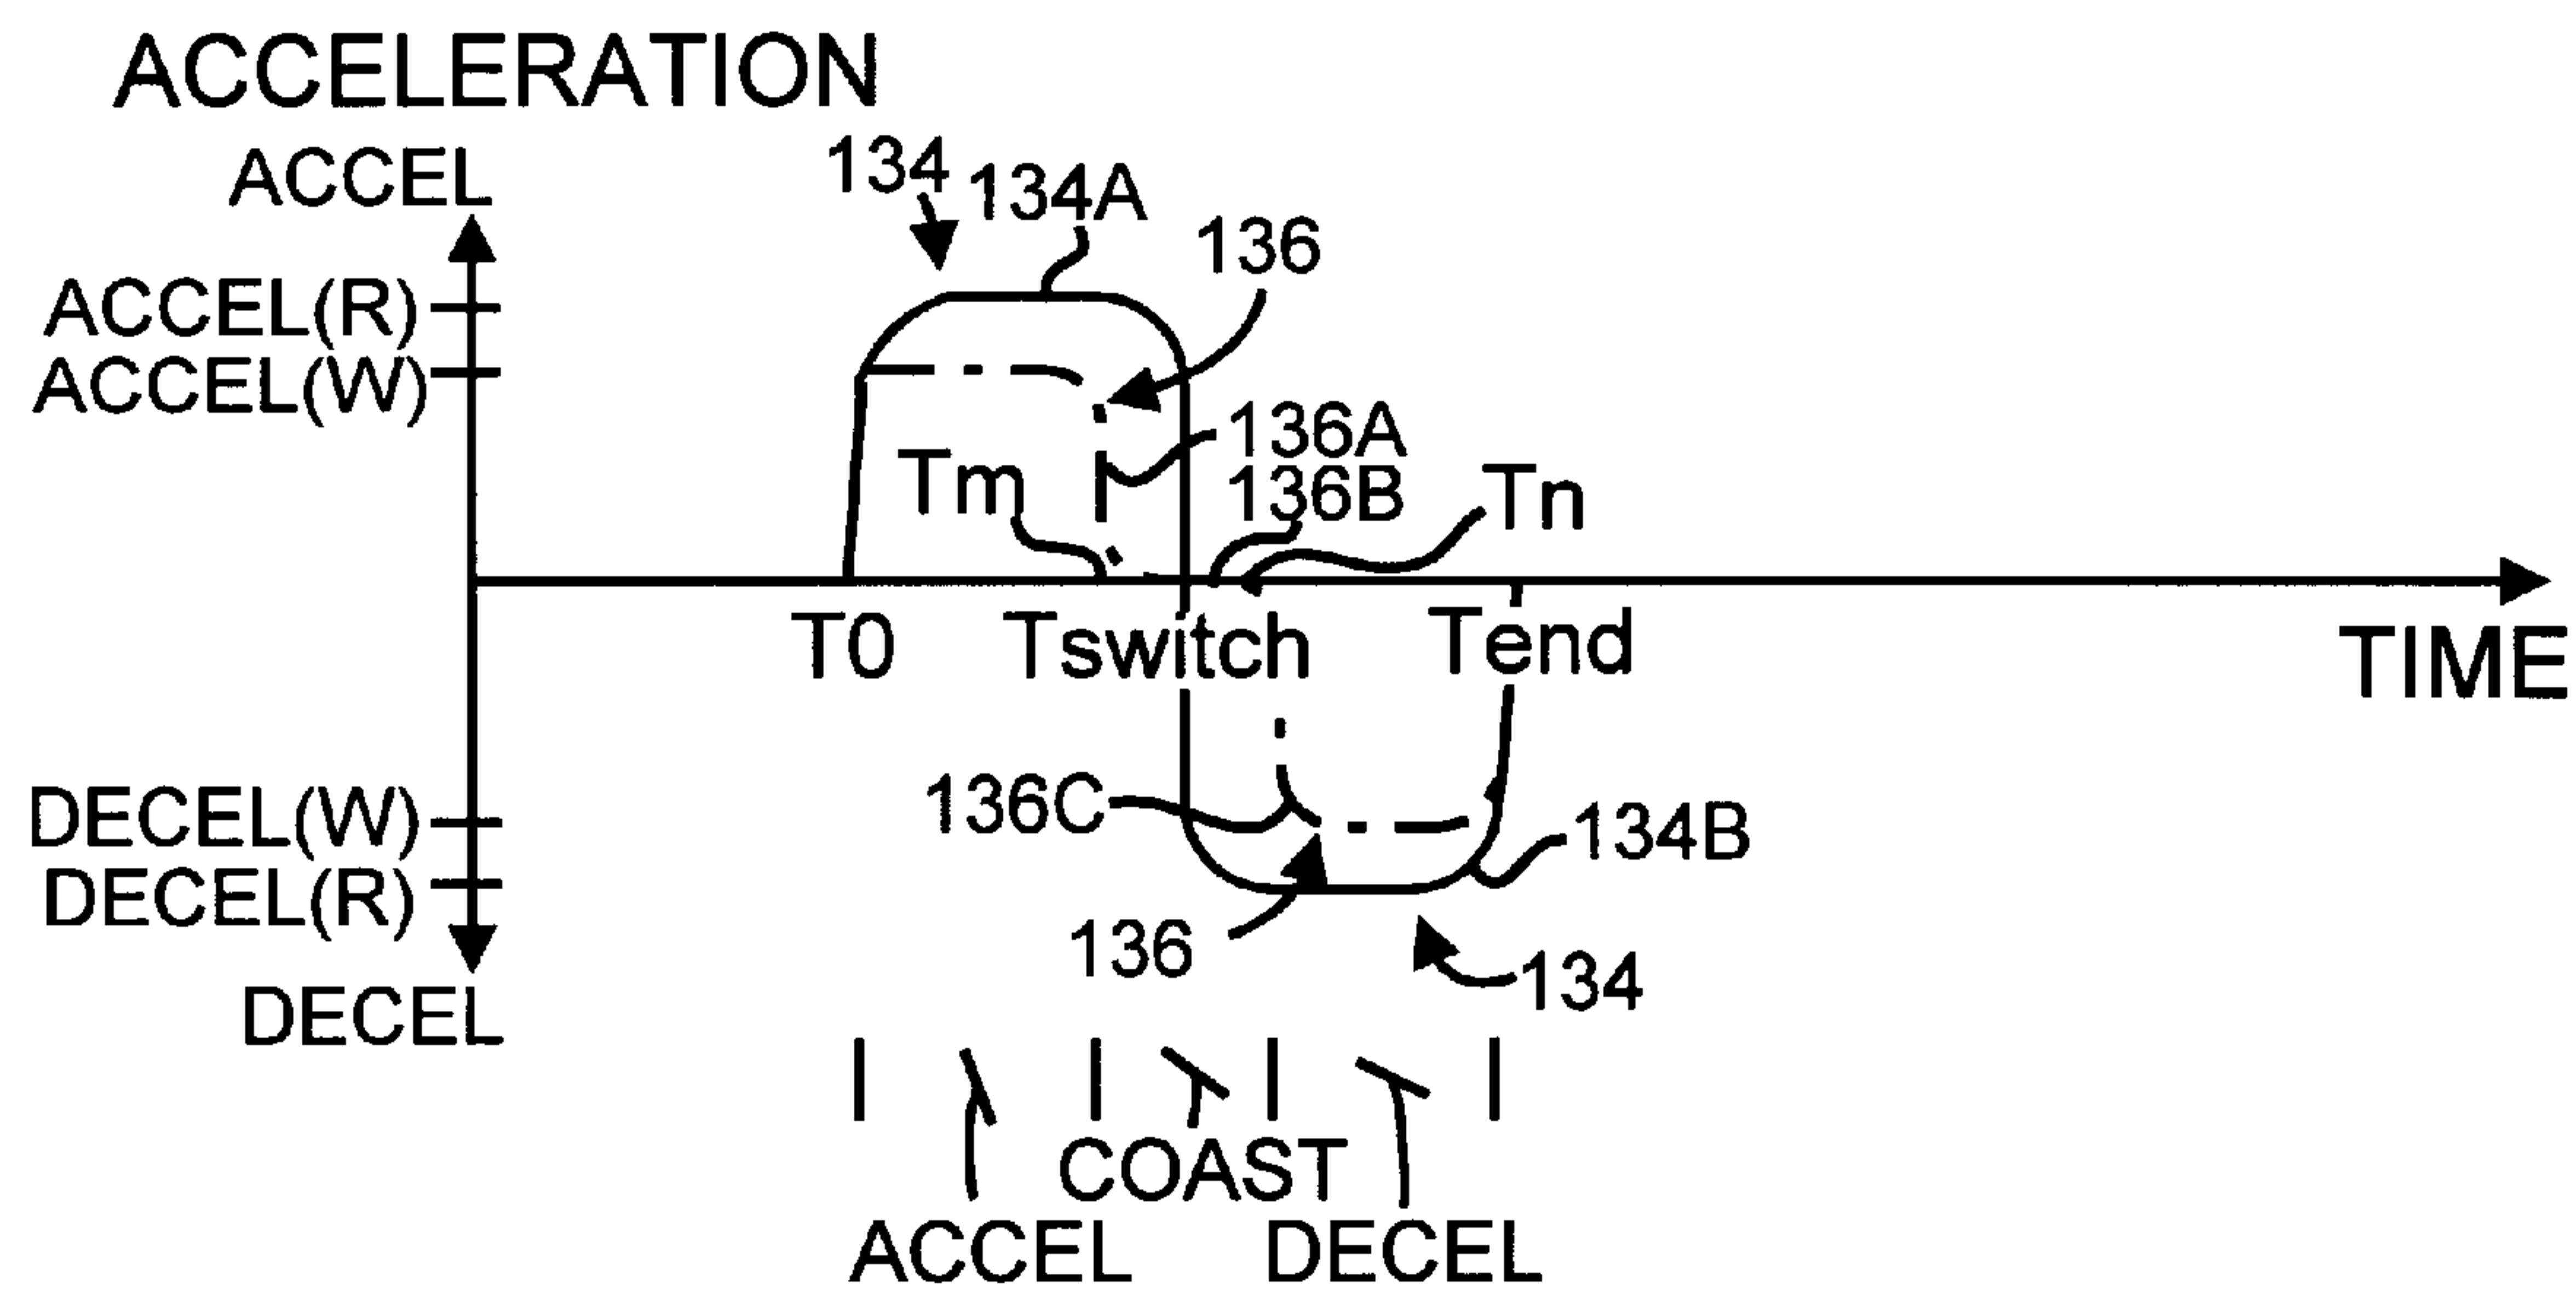 ACCELERATION
ACCEL
134
134A
136
ACCEL(R)
ACCEL(W)
136A
Tm
136B
Tn
T0
Tswitch
Tend
TIME
DECEL(W)
136C
134B
DECEL(R)
136
134
DECEL
COAST
ACCEL
DECEL